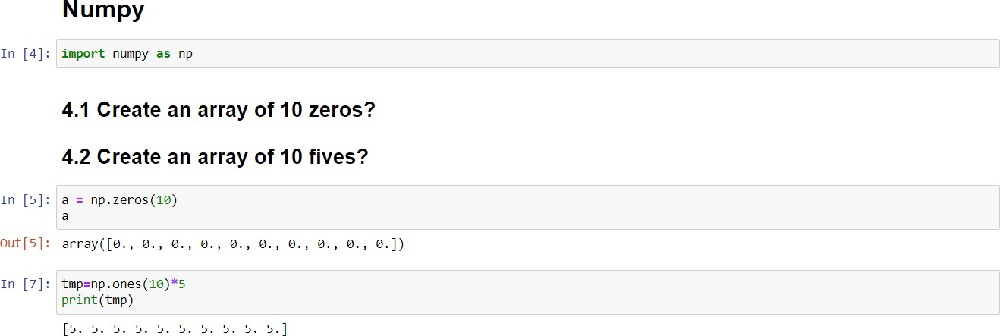 Numpy
In [4]: import numpy as np
4.1 Create an array of 10 zeros?
4.2 Create an array of 10 fives?
In [5]: a = np.zeros(10)
a
Out[5]: array([0., 0., 0., 0., 0., 0., 0., 0., 0., 0.])
In [7]: tmp=np.ones(10)*5
print(tmp)
[5. 5. 5. 5. 5. 5. 5. 5. 5. 5.]